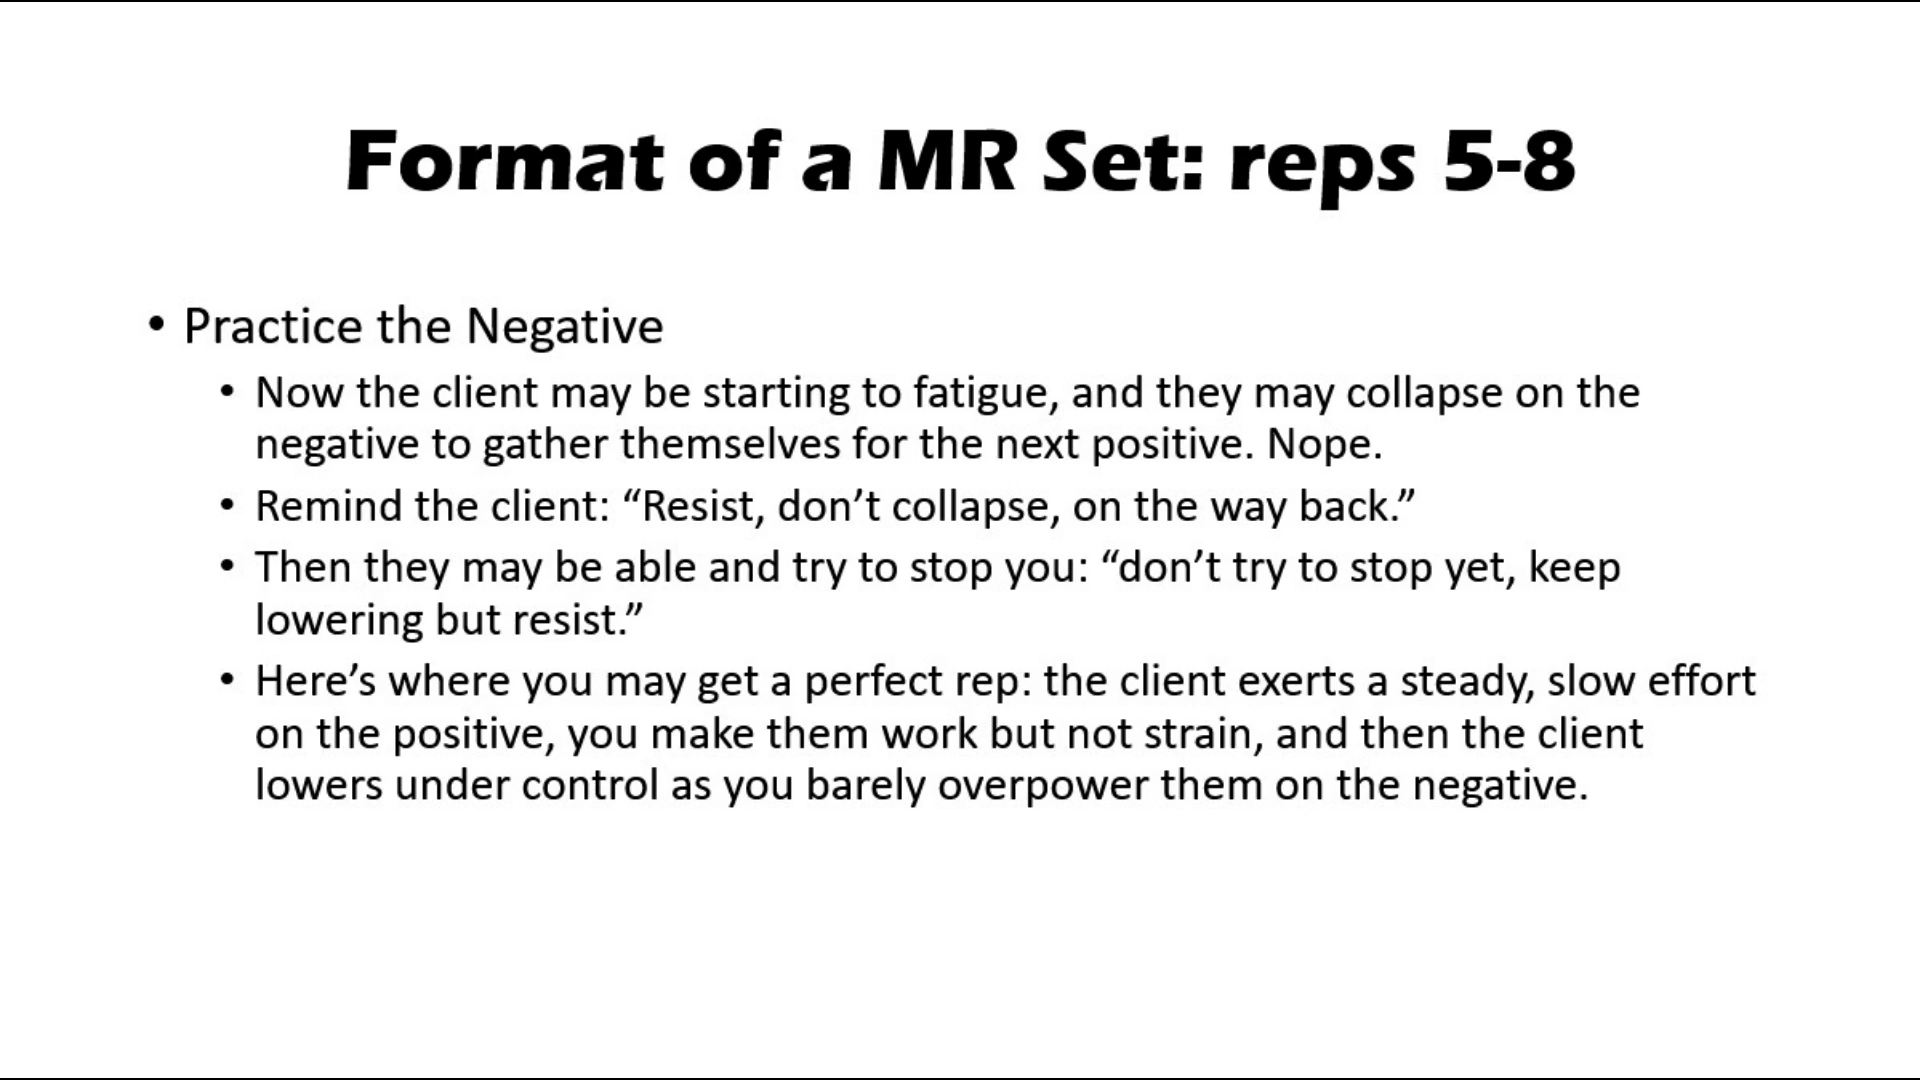 Format of a MR Set: reps 5-8
• Practice the Negative
• Now the client may be starting to fatigue, and they may collapse on the
negative to gather themselves for the next positive. Nope.
• Remind the client: “Resist, don’t collapse, on the way back.”
• Then they may be able and try to stop you: “don’t try to stop yet, keep
lowering but resist.”
• Here’s where you may get a perfect rep: the client exerts a steady, slow effort
on the positive, you make them work but not strain, and then the client
lowers under control as you barely overpower them on the negative.